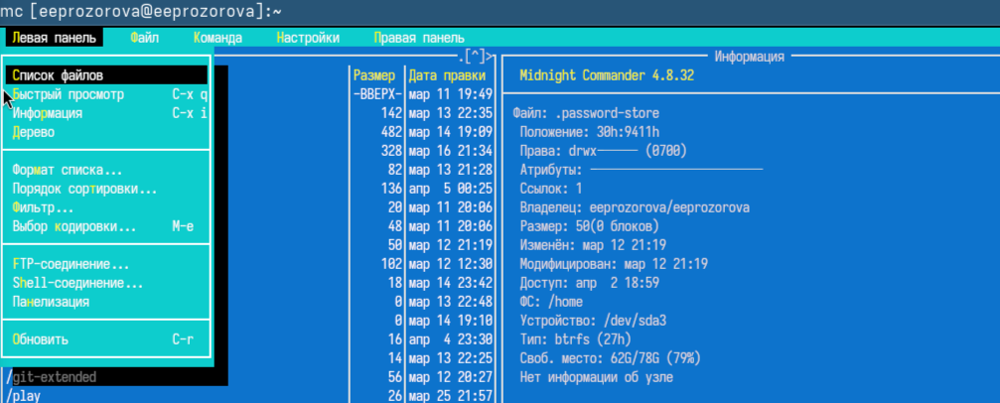 mc [eeprozorova@eeprozorova]:~
Левая панель Файл Команда Настройки Правая панель
.[^]> Информация
Список файлов Размер Дата правки Midnight Commander 4.8.32
Быстрый просмотр C-x q -ВВЕРХ- мар 11 19:49
Информация C-x i 142 мар 13 22:35 Файл: .password-store
Дерево 482 мар 14 19:09 Положение: 30h:9411h
328 мар 16 21:34 Права: drwx------ (0700)
Формат списка... 82 мар 13 21:28 Атрибуты: ----------------------
Порядок сортировки... 136 апр 5 00:25 Ссылок: 1
Фильтр... 20 мар 11 20:06 Владелец: eeprozorova/eeprozorova
Выбор кодировки... M-e 48 мар 11 20:06 Размер: 50(0 блоков)
50 мар 12 21:19 Изменён: мар 12 21:19
FTP-соединение... 102 мар 12 12:30 Модифицирован: мар 12 21:19
Shell-соединение... 18 мар 14 23:42 Доступ: апр 2 18:59
Панелизация 0 мар 13 22:48 ФС: /home
0 мар 14 19:10 Устройство: /dev/sda3
Обновить C-r 16 апр 4 23:30 Тип: btrfs (27h)
14 мар 13 22:25 Своб. место: 62G/78G (79%)
/git-extended 56 мар 12 20:27 Нет информации об узле
/play 26 мар 25 21:57